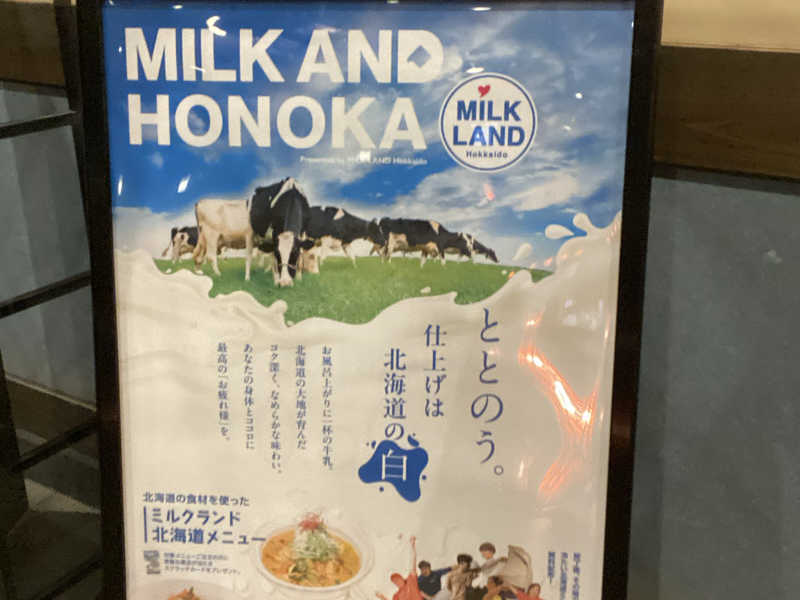 MILK AND
HONOKA
Presented by MILK LAND Hokkaido
MILK
LAND
Hokkaido
ととのう。
仕上げは
北海道の白
お風呂上がりに一杯の牛乳。
北海道の大地が育んだ
コク深く、なめらかな味わい。
あなたの身体とココロに
最高の「お疲れ様」を。
北海道の食材を使った
ミルクランド
北海道メニュー